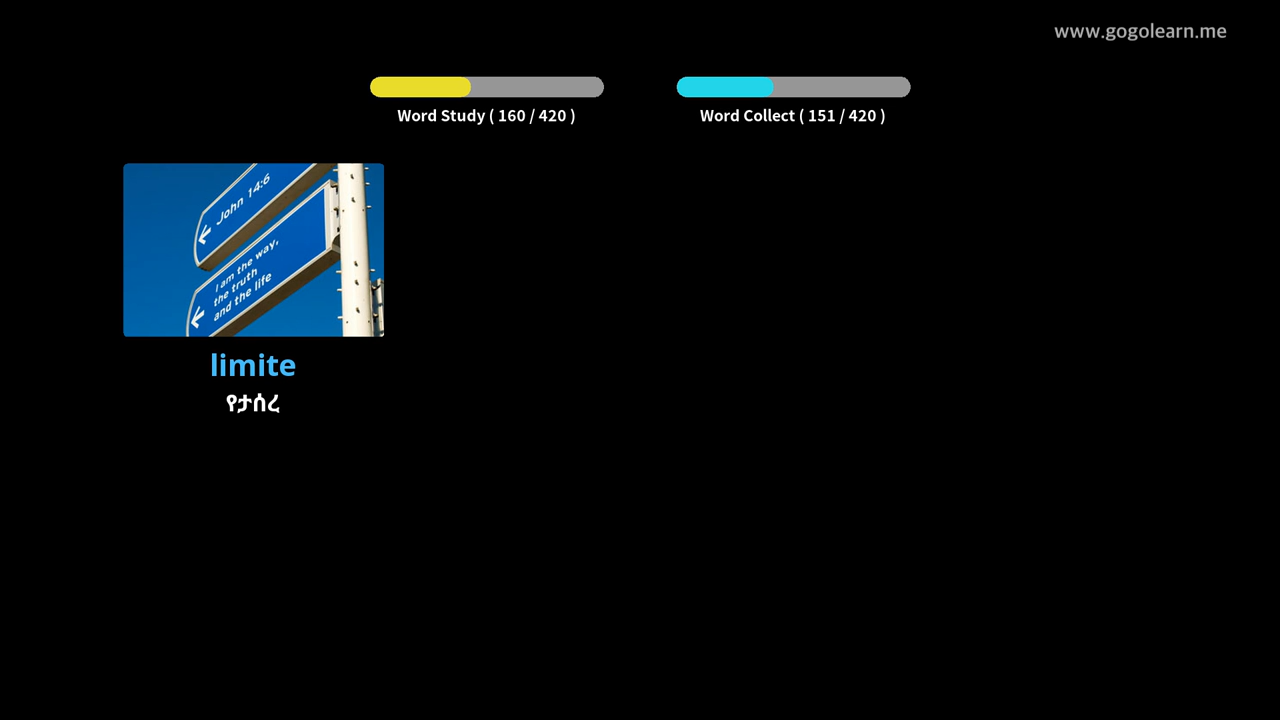 www.gogolearn.me
Word Study ( 160 / 420 )
Word Collect ( 151 / 420 )
John 14:6
I am the way,
the truth
and the life
limite
የታሰረ